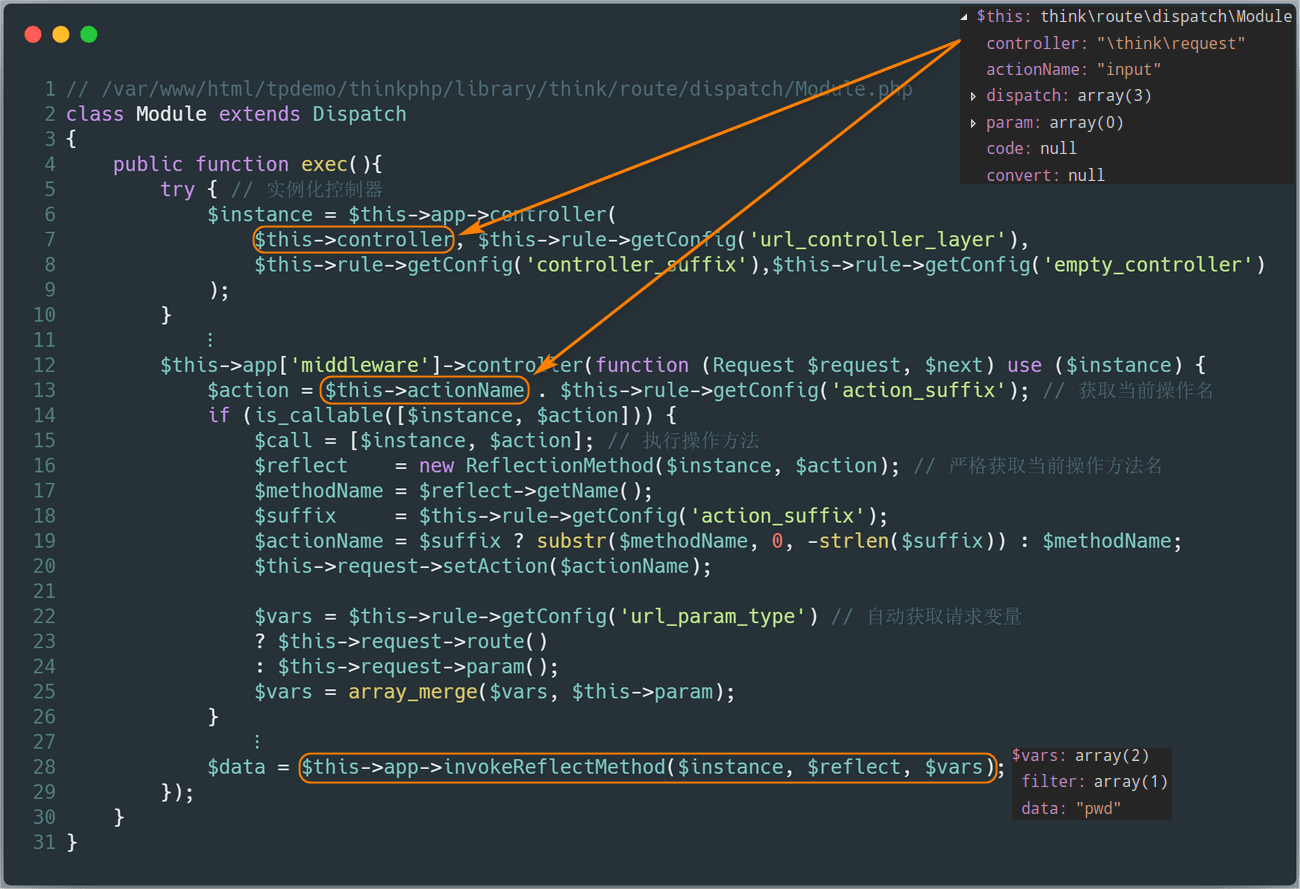 $this: think\route\dispatch\Module
controller: "\think\request"
actionName: "input"
dispatch: array(3)
param: array(0)
code: null
convert: null
1 // /var/www/html/tpdemo/thinkphp/library/think/route/dispatch/Module.php
2 class Module extends Dispatch
3 {
4     public function exec(){
5         try { // 实例化控制器
6             $instance = $this->app->controller(
7                 $this->controller, $this->rule->getConfig('url_controller_layer'),
8                 $this->rule->getConfig('controller_suffix'),$this->rule->getConfig('empty_controller')
9             );
10         }
11             ⋮
12         $this->app['middleware']->controller(function (Request $request, $next) use ($instance) {
13             $action = $this->actionName . $this->rule->getConfig('action_suffix'); // 获取当前操作名
14             if (is_callable([$instance, $action])) {
15                 $call = [$instance, $action]; // 执行操作方法
16                 $reflect    = new ReflectionMethod($instance, $action); // 严格获取当前操作方法名
17                 $methodName = $reflect->getName();
18                 $suffix     = $this->rule->getConfig('action_suffix');
19                 $actionName = $suffix ? substr($methodName, 0, -strlen($suffix)) : $methodName;
20                 $this->request->setAction($actionName);
21
22                 $vars = $this->rule->getConfig('url_param_type') // 自动获取请求变量
23                 ? $this->request->route()
24                 : $this->request->param();
25                 $vars = array_merge($vars, $this->param);
26             }
27                 ⋮
28             $data = $this->app->invokeReflectMethod($instance, $reflect, $vars);
29         });
30     }
31 }
$vars: array(2)
filter: array(1)
data: "pwd"